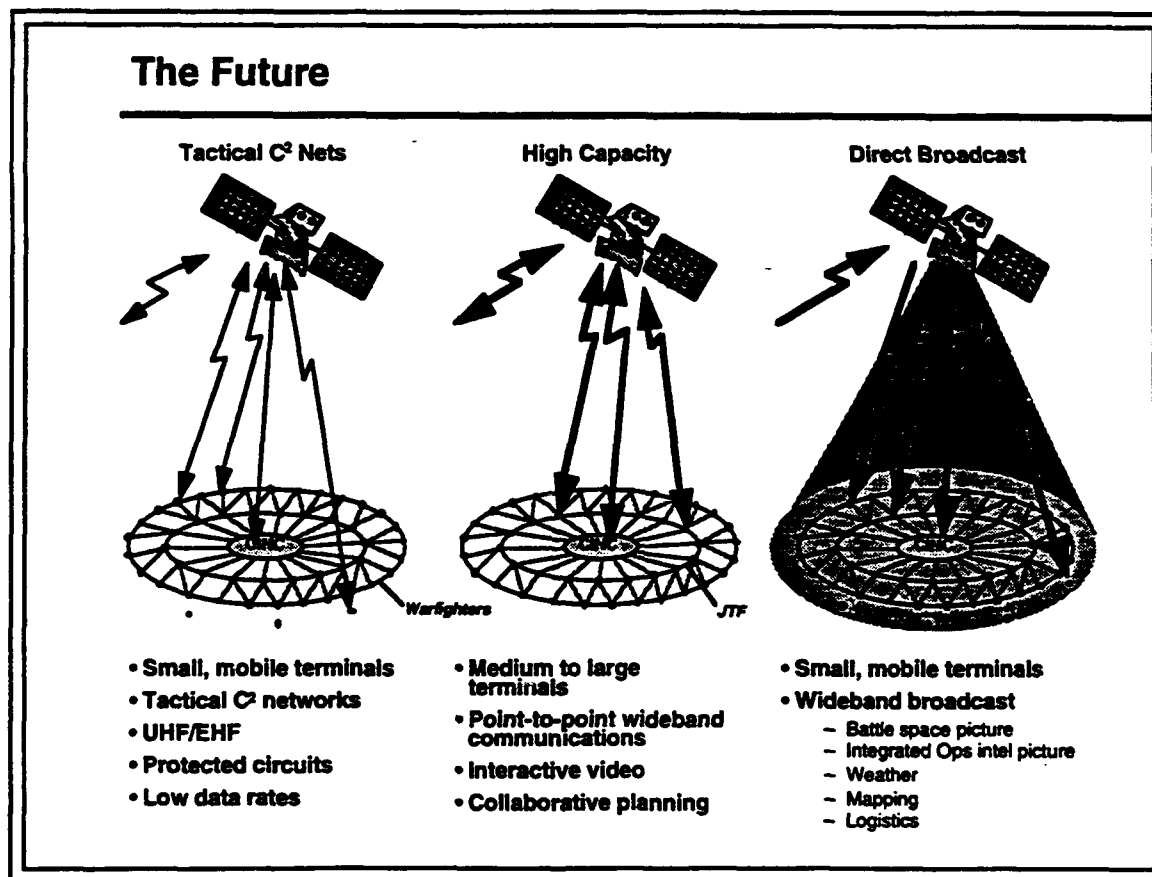 The Future
Tactical C² Nets
High Capacity
Direct Broadcast
Warfighters
JTF
• Small, mobile terminals
• Tactical C² networks
• UHF/EHF
• Protected circuits
• Low data rates
• Medium to large
terminals
• Point-to-point wideband
communications
• Interactive video
• Collaborative planning
• Small, mobile terminals
• Wideband broadcast
– Battle space picture
– Integrated Ops intel picture
– Weather
– Mapping
– Logistics